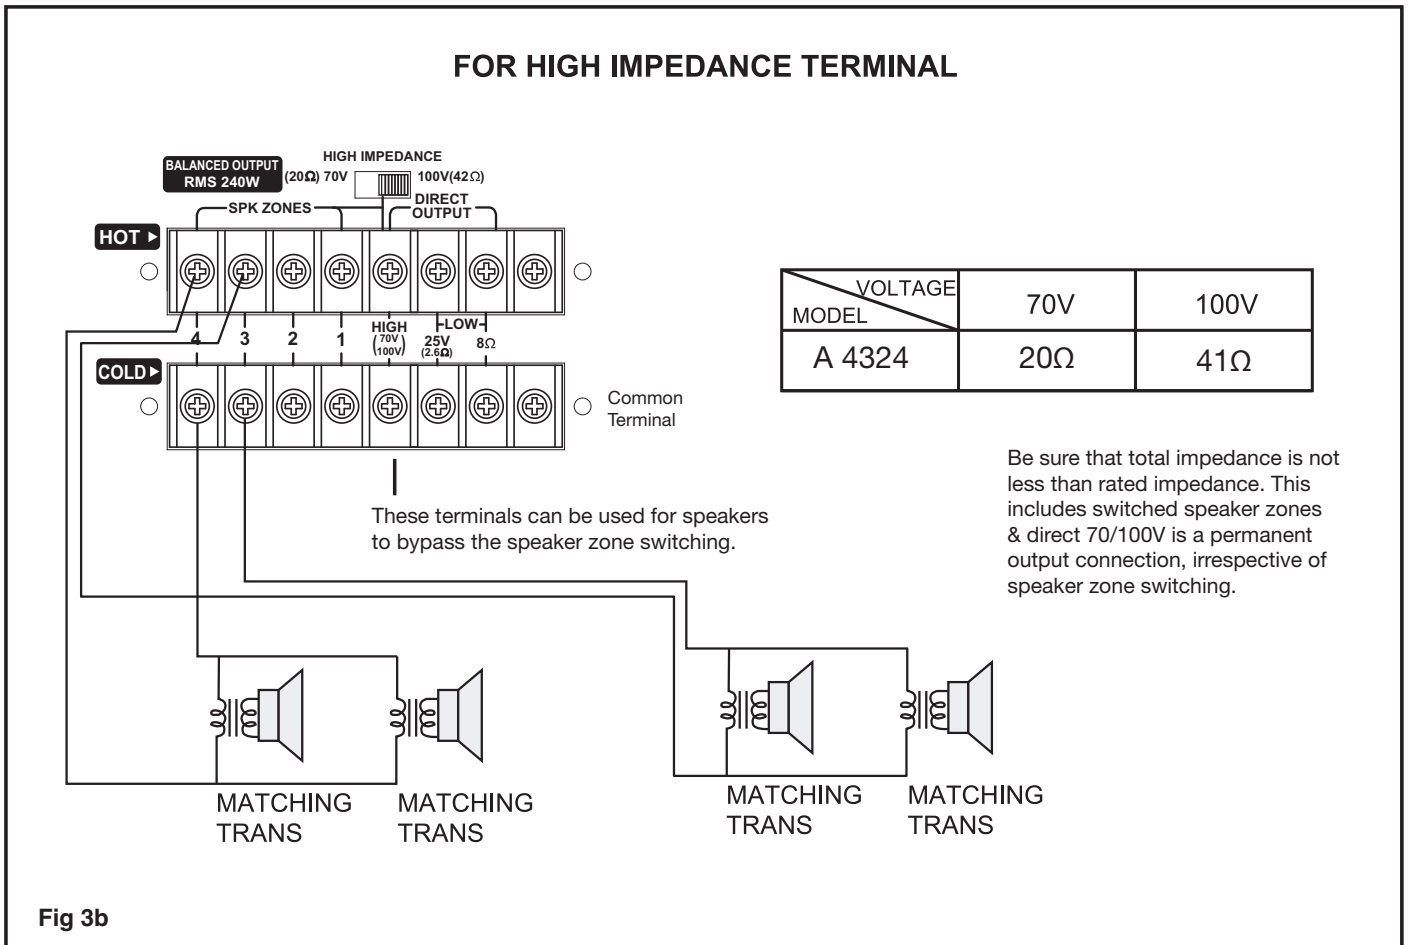 FOR HIGH IMPEDANCE TERMINAL
BALANCED OUTPUT
RMS 240W
HIGH IMPEDANCE
(20Ω) 70V
100V(42Ω)
SPK ZONES
DIRECT
OUTPUT
HOT ▶
4
3
2
1
HIGH
(70V
100V)
LOW
25V
(2.6Ω)
8Ω
COLD▶
Common
Terminal
These terminals can be used for speakers
to bypass the speaker zone switching.
VOLTAGE
MODEL
70V
100V
A 4324
20Ω
41Ω
Be sure that total impedance is not
less than rated impedance. This
includes switched speaker zones
& direct 70/100V is a permanent
output connection, irrespective of
speaker zone switching.
MATCHING
TRANS
MATCHING
TRANS
MATCHING
TRANS
MATCHING
TRANS
Fig 3b